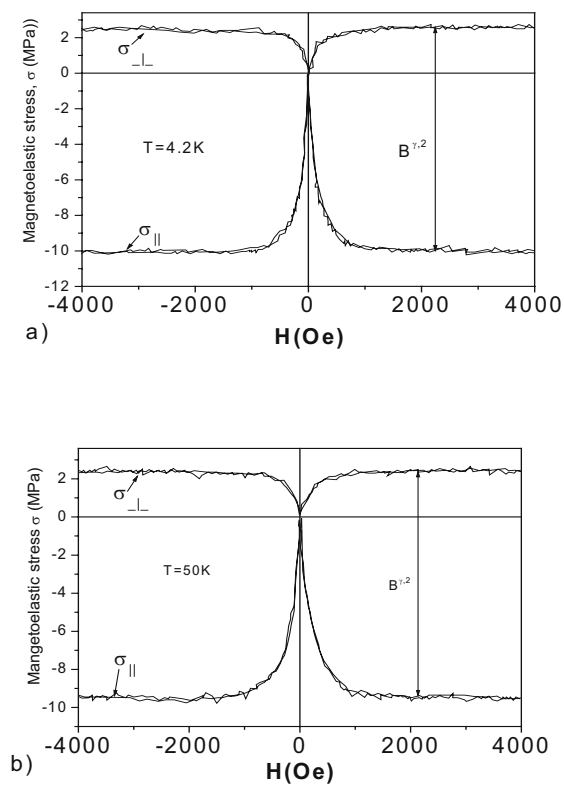 2
0
-2
-4
-6
-8
-10
-12
Magnetoelastic stress, σ (MPa)
σ_|_
T=4.2K
B^γ,2
σ||
-4000 -2000 0 2000 4000
a)
H(Oe)
2
0
-2
-4
-6
-8
-10
Mangetoelastic stress σ (MPa)
σ_|_
T=50K
B^γ,2
σ||
-4000 -2000 0 2000 4000
b)
H(Oe)